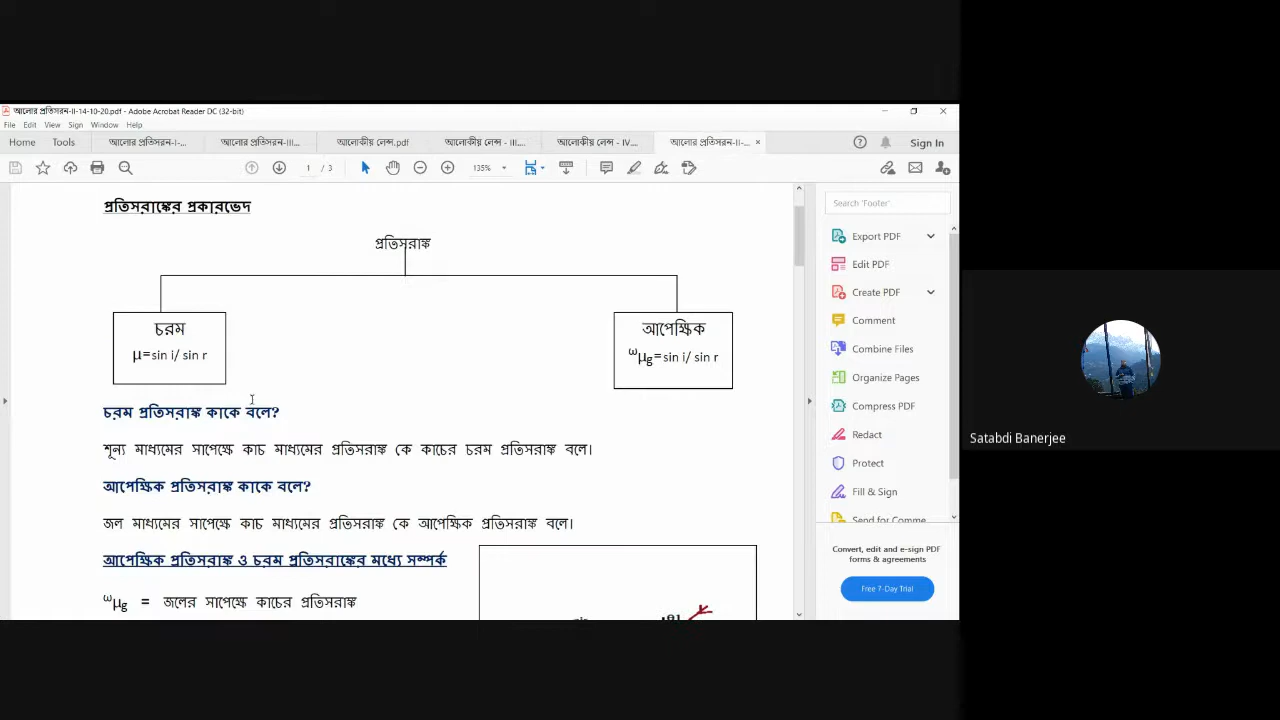 আলোর প্রতিসরন-II-14-10-20.pdf - Adobe Acrobat Reader DC (32-bit)
File Edit View Sign Window Help
Home Tools আলোর প্রতিসরন-I-... আলোর প্রতিসরন-III... আলোকীয় লেন্স.pdf আলোকীয় লেন্স - III.... আলোকীয় লেন্স - IV.... আলোর প্রতিসরন-II-... × Sign In
1 / 3 135%
প্রতিসরাঙ্কের প্রকারভেদ
প্রতিসরাঙ্ক
চরম
μ=sin i/ sin r
আপেক্ষিক
ωμg=sin i/ sin r
চরম প্রতিসরাঙ্ক কাকে বলে?
শূন্য মাধ্যমের সাপেক্ষে কাচ মাধ্যমের প্রতিসরাঙ্ক কে কাচের চরম প্রতিসরাঙ্ক বলে।
আপেক্ষিক প্রতিসরাঙ্ক কাকে বলে?
জল মাধ্যমের সাপেক্ষে কাচ মাধ্যমের প্রতিসরাঙ্ক কে আপেক্ষিক প্রতিসরাঙ্ক বলে।
আপেক্ষিক প্রতিসরাঙ্ক ও চরম প্রতিসরাঙ্কের মধ্যে সম্পর্ক
ωμg = জলের সাপেক্ষে কাচের প্রতিসরাঙ্ক
Search 'Footer'
Export PDF
Edit PDF
Create PDF
Comment
Combine Files
Organize Pages
Compress PDF
Redact
Protect
Fill & Sign
Send for Comme
Convert, edit and e-sign PDF
forms & agreements
Free 7-Day Trial
Satabdi Banerjee